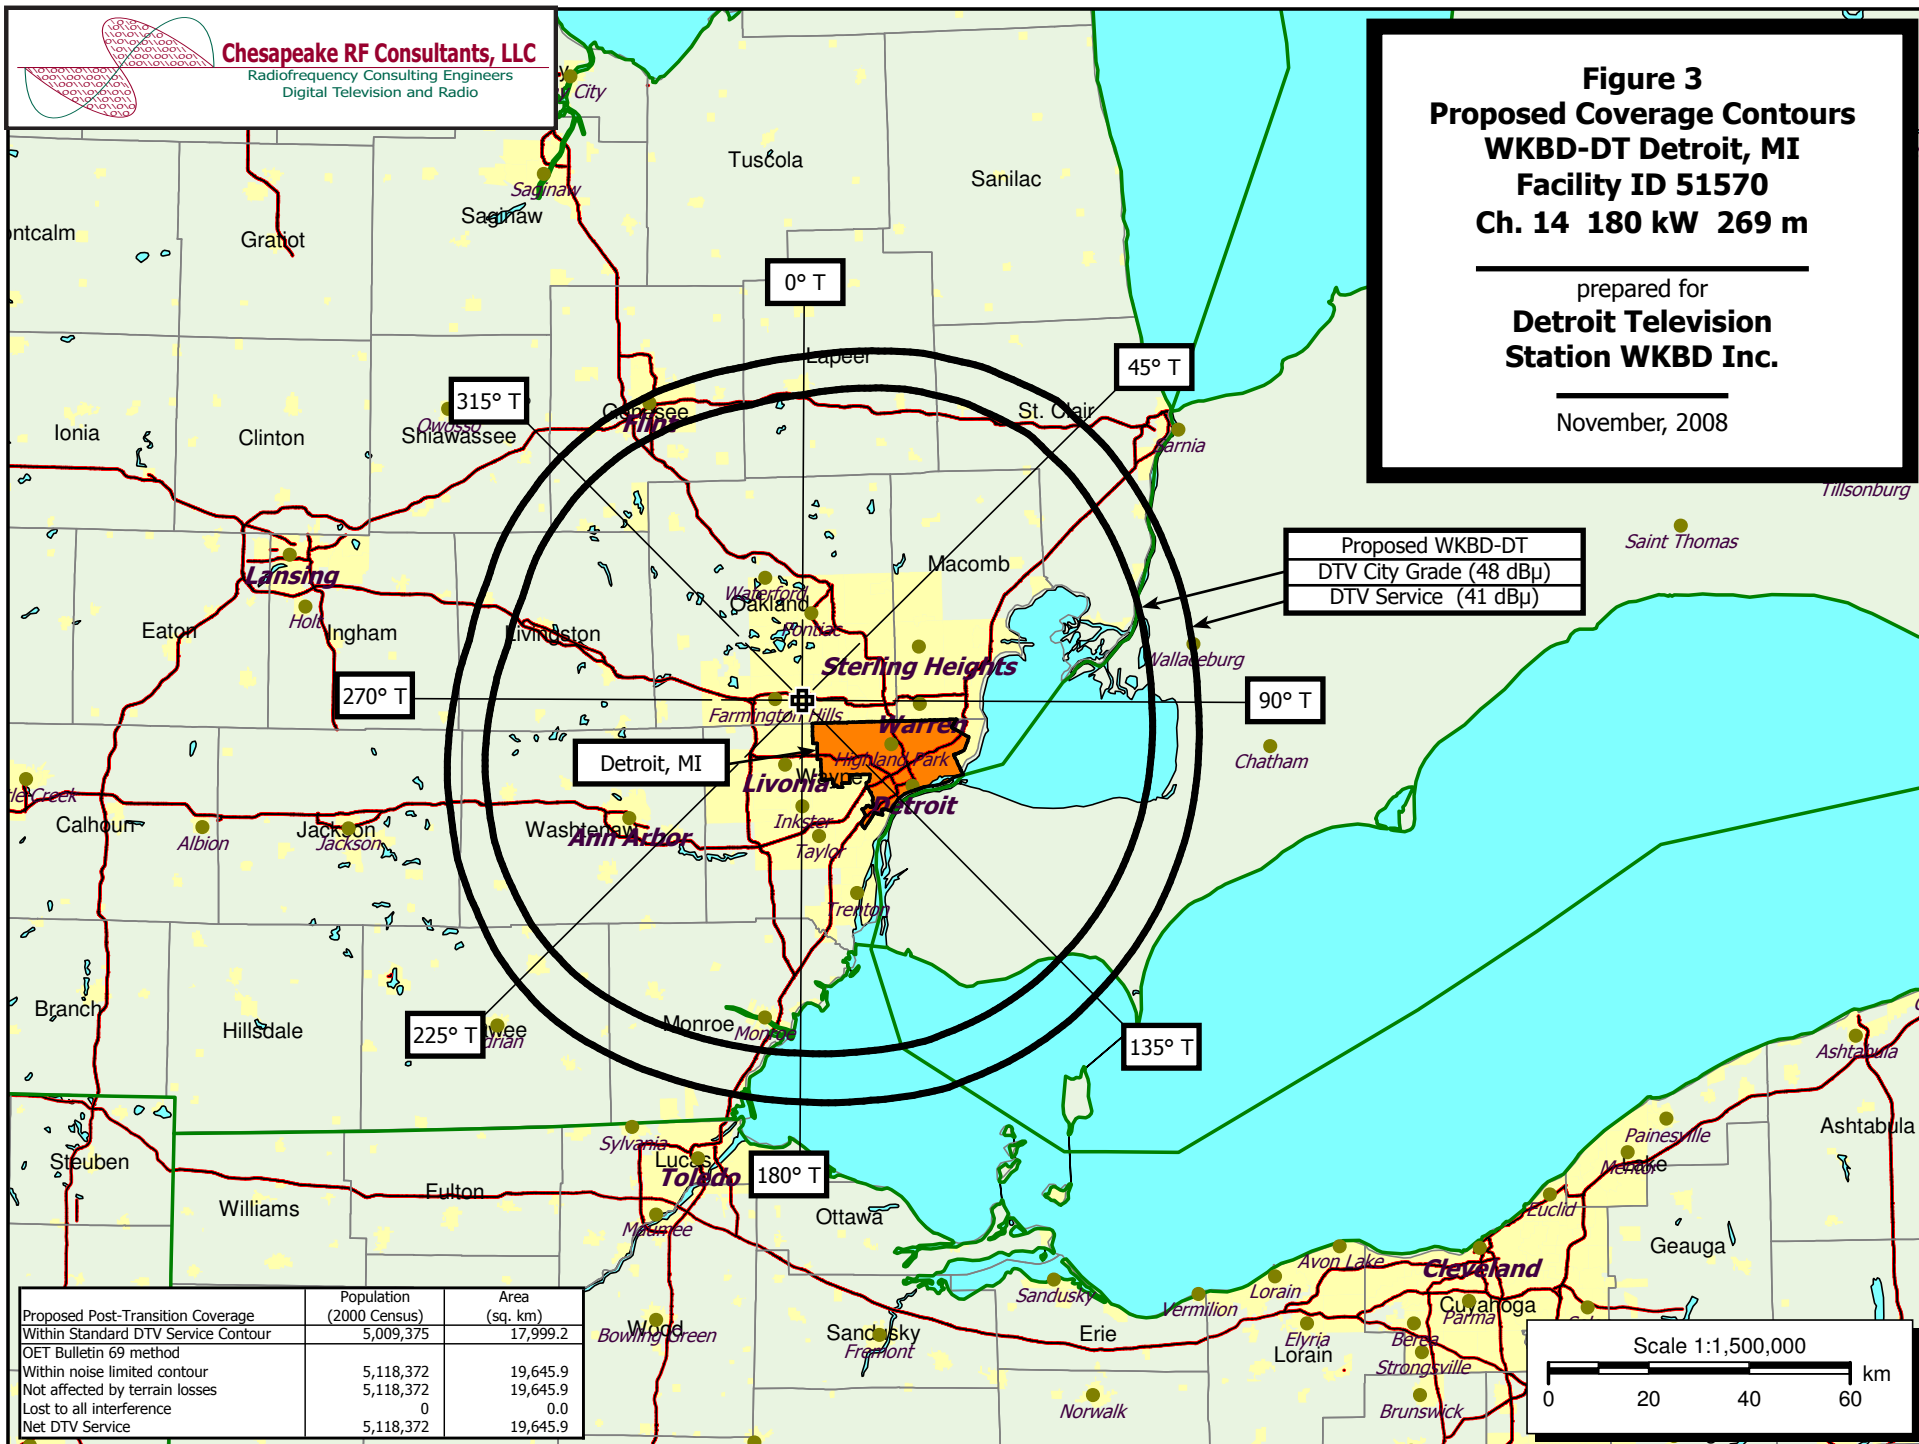 Chesapeake RF Consultants, LLC
Radiofrequency Consulting Engineers
Digital Television and Radio
Figure 3
Proposed Coverage Contours
WKBD-DT Detroit, MI
Facility ID 51570
Ch. 14 180 kW 269 m
prepared for
Detroit Television
Station WKBD Inc.
November, 2008
y City
Tuscola
Sanilac
Saginaw
Saginaw
ntcalm
Gratiot
0° T
Lapeer
45° T
315° T
Owosso
Shiawassee
Genesee
Flint
St. Clair
Sarnia
Ionia
Clinton
Tillsonburg
Saint Thomas
Proposed WKBD-DT
DTV City Grade (48 dBµ)
DTV Service (41 dBµ)
Lansing
Holt
Eaton
Ingham
Livingston
Waterford
Oakland
Pontiac
Macomb
Sterling Heights
Wallaceburg
270° T
90° T
Farmington Hills
Warren
Highland Park
Chatham
Detroit, MI
Livonia
Wayne
Detroit
tle Creek
Calhoun
Albion
Jackson
Jackson
Washtenaw
Ann Arbor
Inkster
Taylor
Trenton
Branch
Hillsdale
225° T
wee
drian
Monroe
Monroe
135° T
Ashtabula
Ashtabula
Painesville
Mentor
Lake
Steuben
Sylvania
Lucas
Toledo
180° T
Williams
Fulton
Maumee
Ottawa
Euclid
Geauga
Avon Lake
Cleveland
Sandusky
Vermilion
Lorain
Cuyahoga
Parma
Wood
Bowling Green
Sandusky
Fremont
Erie
Elyria
Lorain
Berea
Strongsville
Norwalk
Brunswick
Proposed Post-Transition Coverage Population (2000 Census) Area (sq. km)
Within Standard DTV Service Contour 5,009,375 17,999.2
OET Bulletin 69 method
Within noise limited contour 5,118,372 19,645.9
Not affected by terrain losses 5,118,372 19,645.9
Lost to all interference 0 0.0
Net DTV Service 5,118,372 19,645.9
Scale 1:1,500,000
km
0 20 40 60